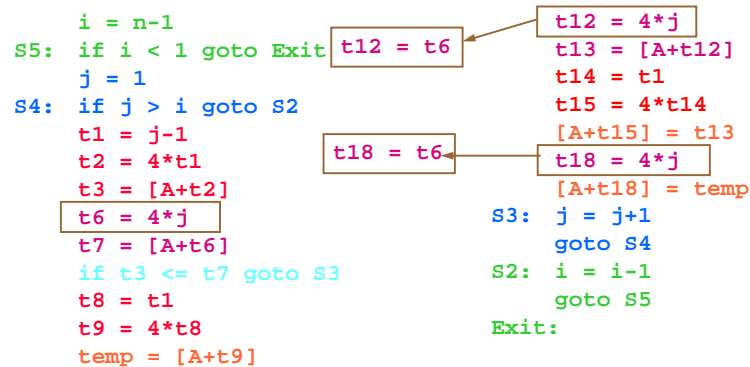 i = n-1
S5: if i < 1 goto Exit
j = 1
S4: if j > i goto S2
t1 = j-1
t2 = 4*t1
t3 = [A+t2]
t6 = 4*j
t7 = [A+t6]
if t3 <= t7 goto S3
t8 = t1
t9 = 4*t8
temp = [A+t9]
t12 = t6
t18 = t6
t12 = 4*j
t13 = [A+t12]
t14 = t1
t15 = 4*t14
[A+t15] = t13
t18 = 4*j
[A+t18] = temp
S3: j = j+1
goto S4
S2: i = i-1
goto S5
Exit: